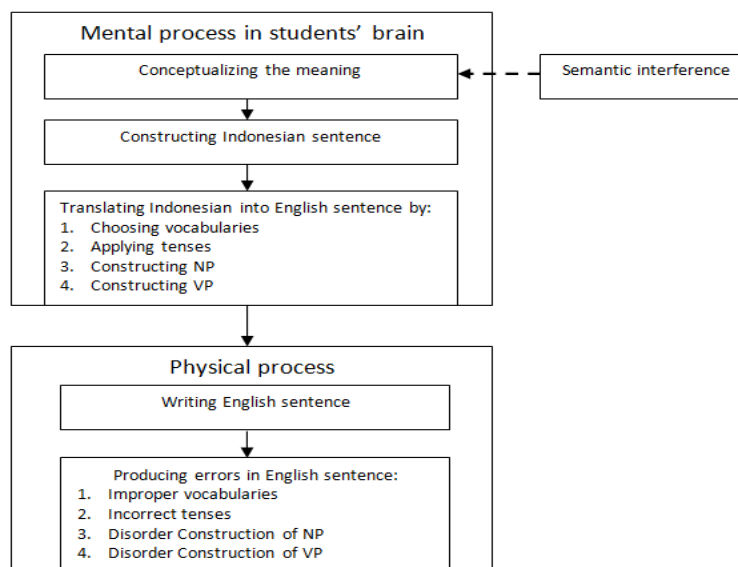 Mental process in students’ brain
Conceptualizing the meaning
Semantic interference
Constructing Indonesian sentence
Translating Indonesian into English sentence by:
1. Choosing vocabularies
2. Applying tenses
3. Constructing NP
4. Constructing VP
Physical process
Writing English sentence
Producing errors in English sentence:
1. Improper vocabularies
2. Incorrect tenses
3. Disorder Construction of NP
4. Disorder Construction of VP